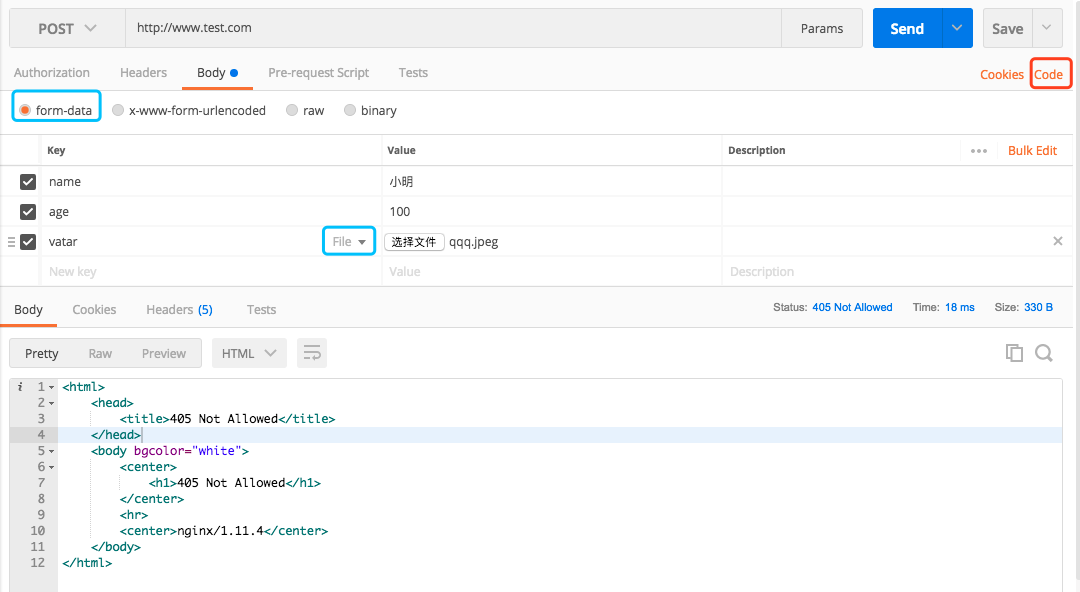 POST http://www.test.com Params Send Save
Authorization Headers Body Pre-request Script Tests Cookies Code
form-data x-www-form-urlencoded raw binary
Key Value Description Bulk Edit
name 小明
age 100
vatar File 选择文件 qqq.jpeg
New key Value Description
Body Cookies Headers (5) Tests Status: 405 Not Allowed Time: 18 ms Size: 330 B
Pretty Raw Preview HTML
i 1 <html>
2 <head>
3 <title>405 Not Allowed</title>
4 </head>
5 <body bgcolor="white">
6 <center>
7 <h1>405 Not Allowed</h1>
8 </center>
9 <hr>
10 <center>nginx/1.11.4</center>
11 </body>
12 </html>